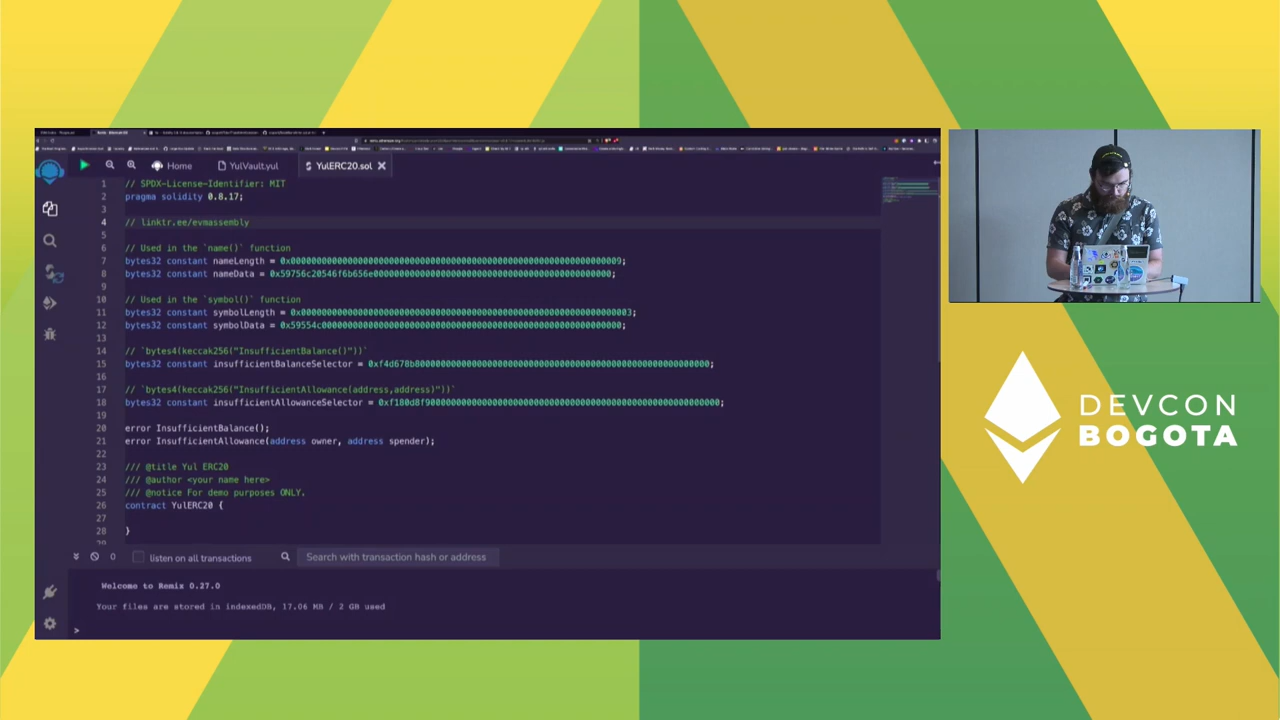 Home
YulVault.yul
YulERC20.sol
1 // SPDX-License-Identifier: MIT
2 pragma solidity 0.8.17;
3
4 // linktr.ee/evmassembly
5
6 // Used in the `name()` function
7 bytes32 constant nameLength =
8 bytes32 constant nameData =
9
10 // Used in the `symbol()` function
11 bytes32 constant symbolLength =
12 bytes32 constant symbolData =
13
14 // `bytes4(keccak256("InsufficientBalance()"))`
15 bytes32 constant insufficientBalanceSelector =
16
17 // `bytes4(keccak256("InsufficientAllowance(address,address)"))`
18 bytes32 constant insufficientAllowanceSelector =
19
20 error InsufficientBalance();
21 error InsufficientAllowance(address owner, address spender);
22
23 /// @title Yul ERC20
24 /// @author <your name here>
25 /// @notice For demo purposes ONLY.
26 contract YulERC20 {
27
28 }
0
listen on all transactions
Search with transaction hash or address
Welcome to Remix 0.27.0
Your files are stored in indexedDB, 17.06 MB / 2 GB used
>
DEVCON
BOGOTA